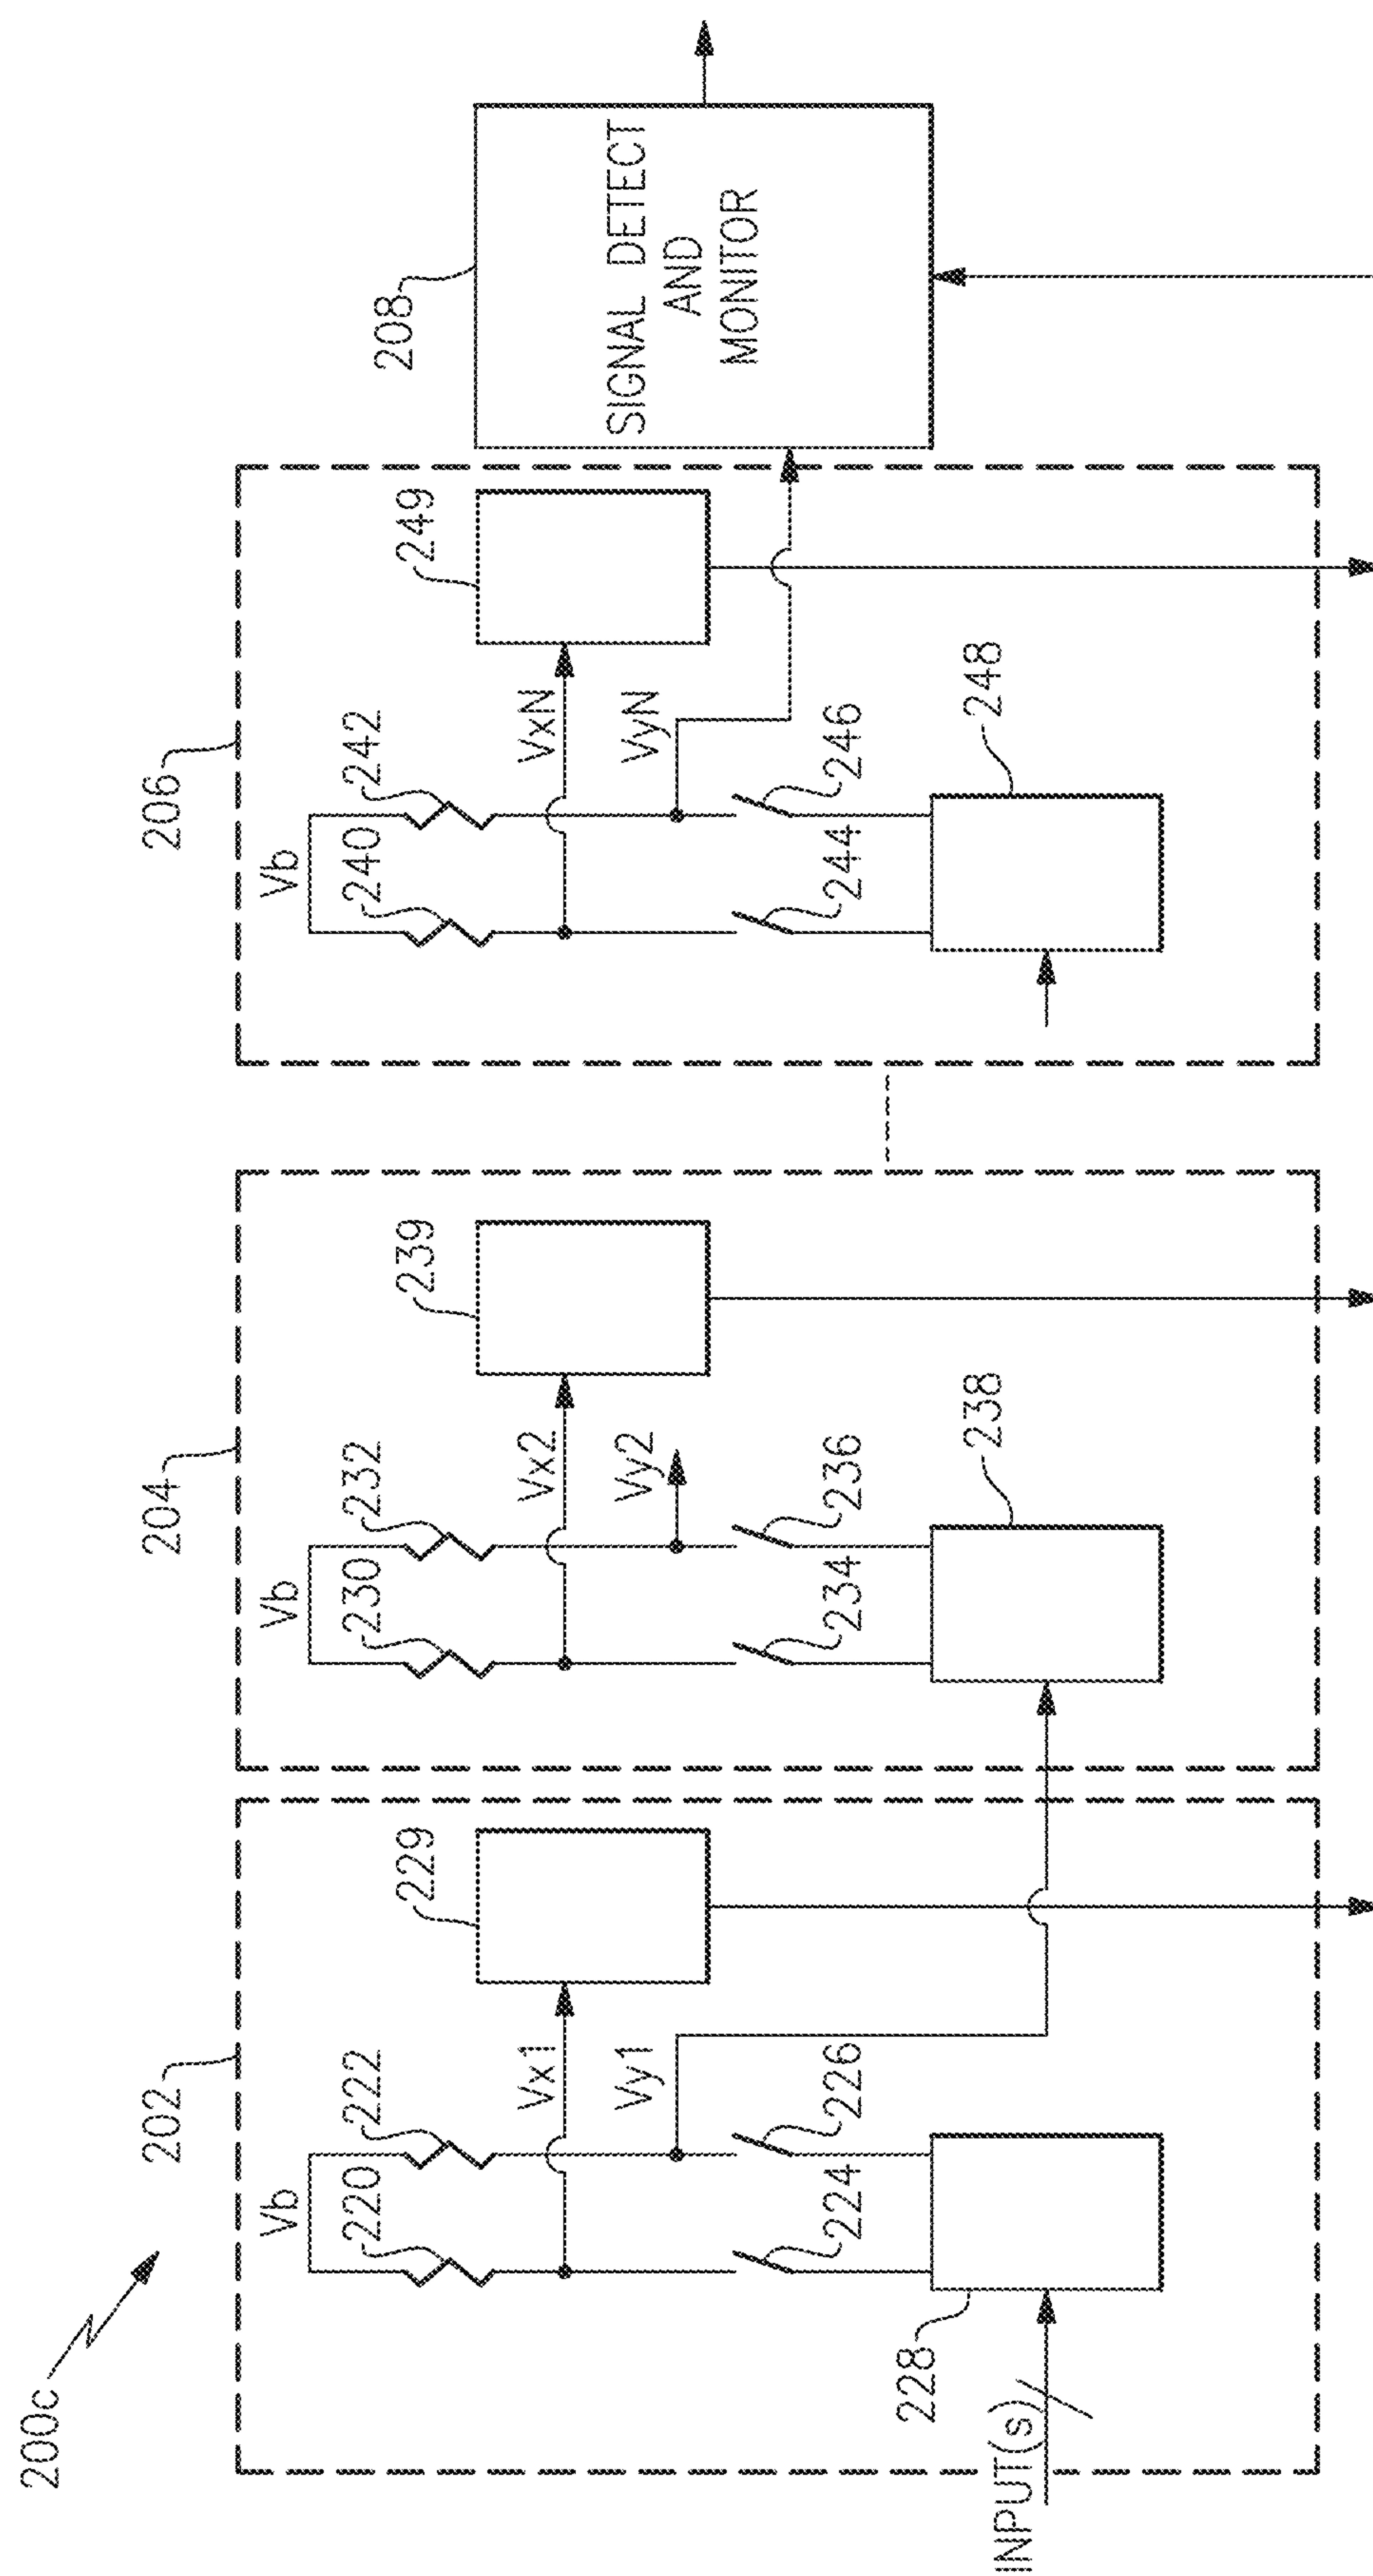 200c
202
204
206
208
Vb
220
222
Vx1
Vy1
224
226
228
229
INPUT(s)
Vb
230
232
Vx2
Vy2
234
236
238
239
Vb
240
242
VxN
VyN
244
246
248
249
SIGNAL DETECT
AND
MONITOR